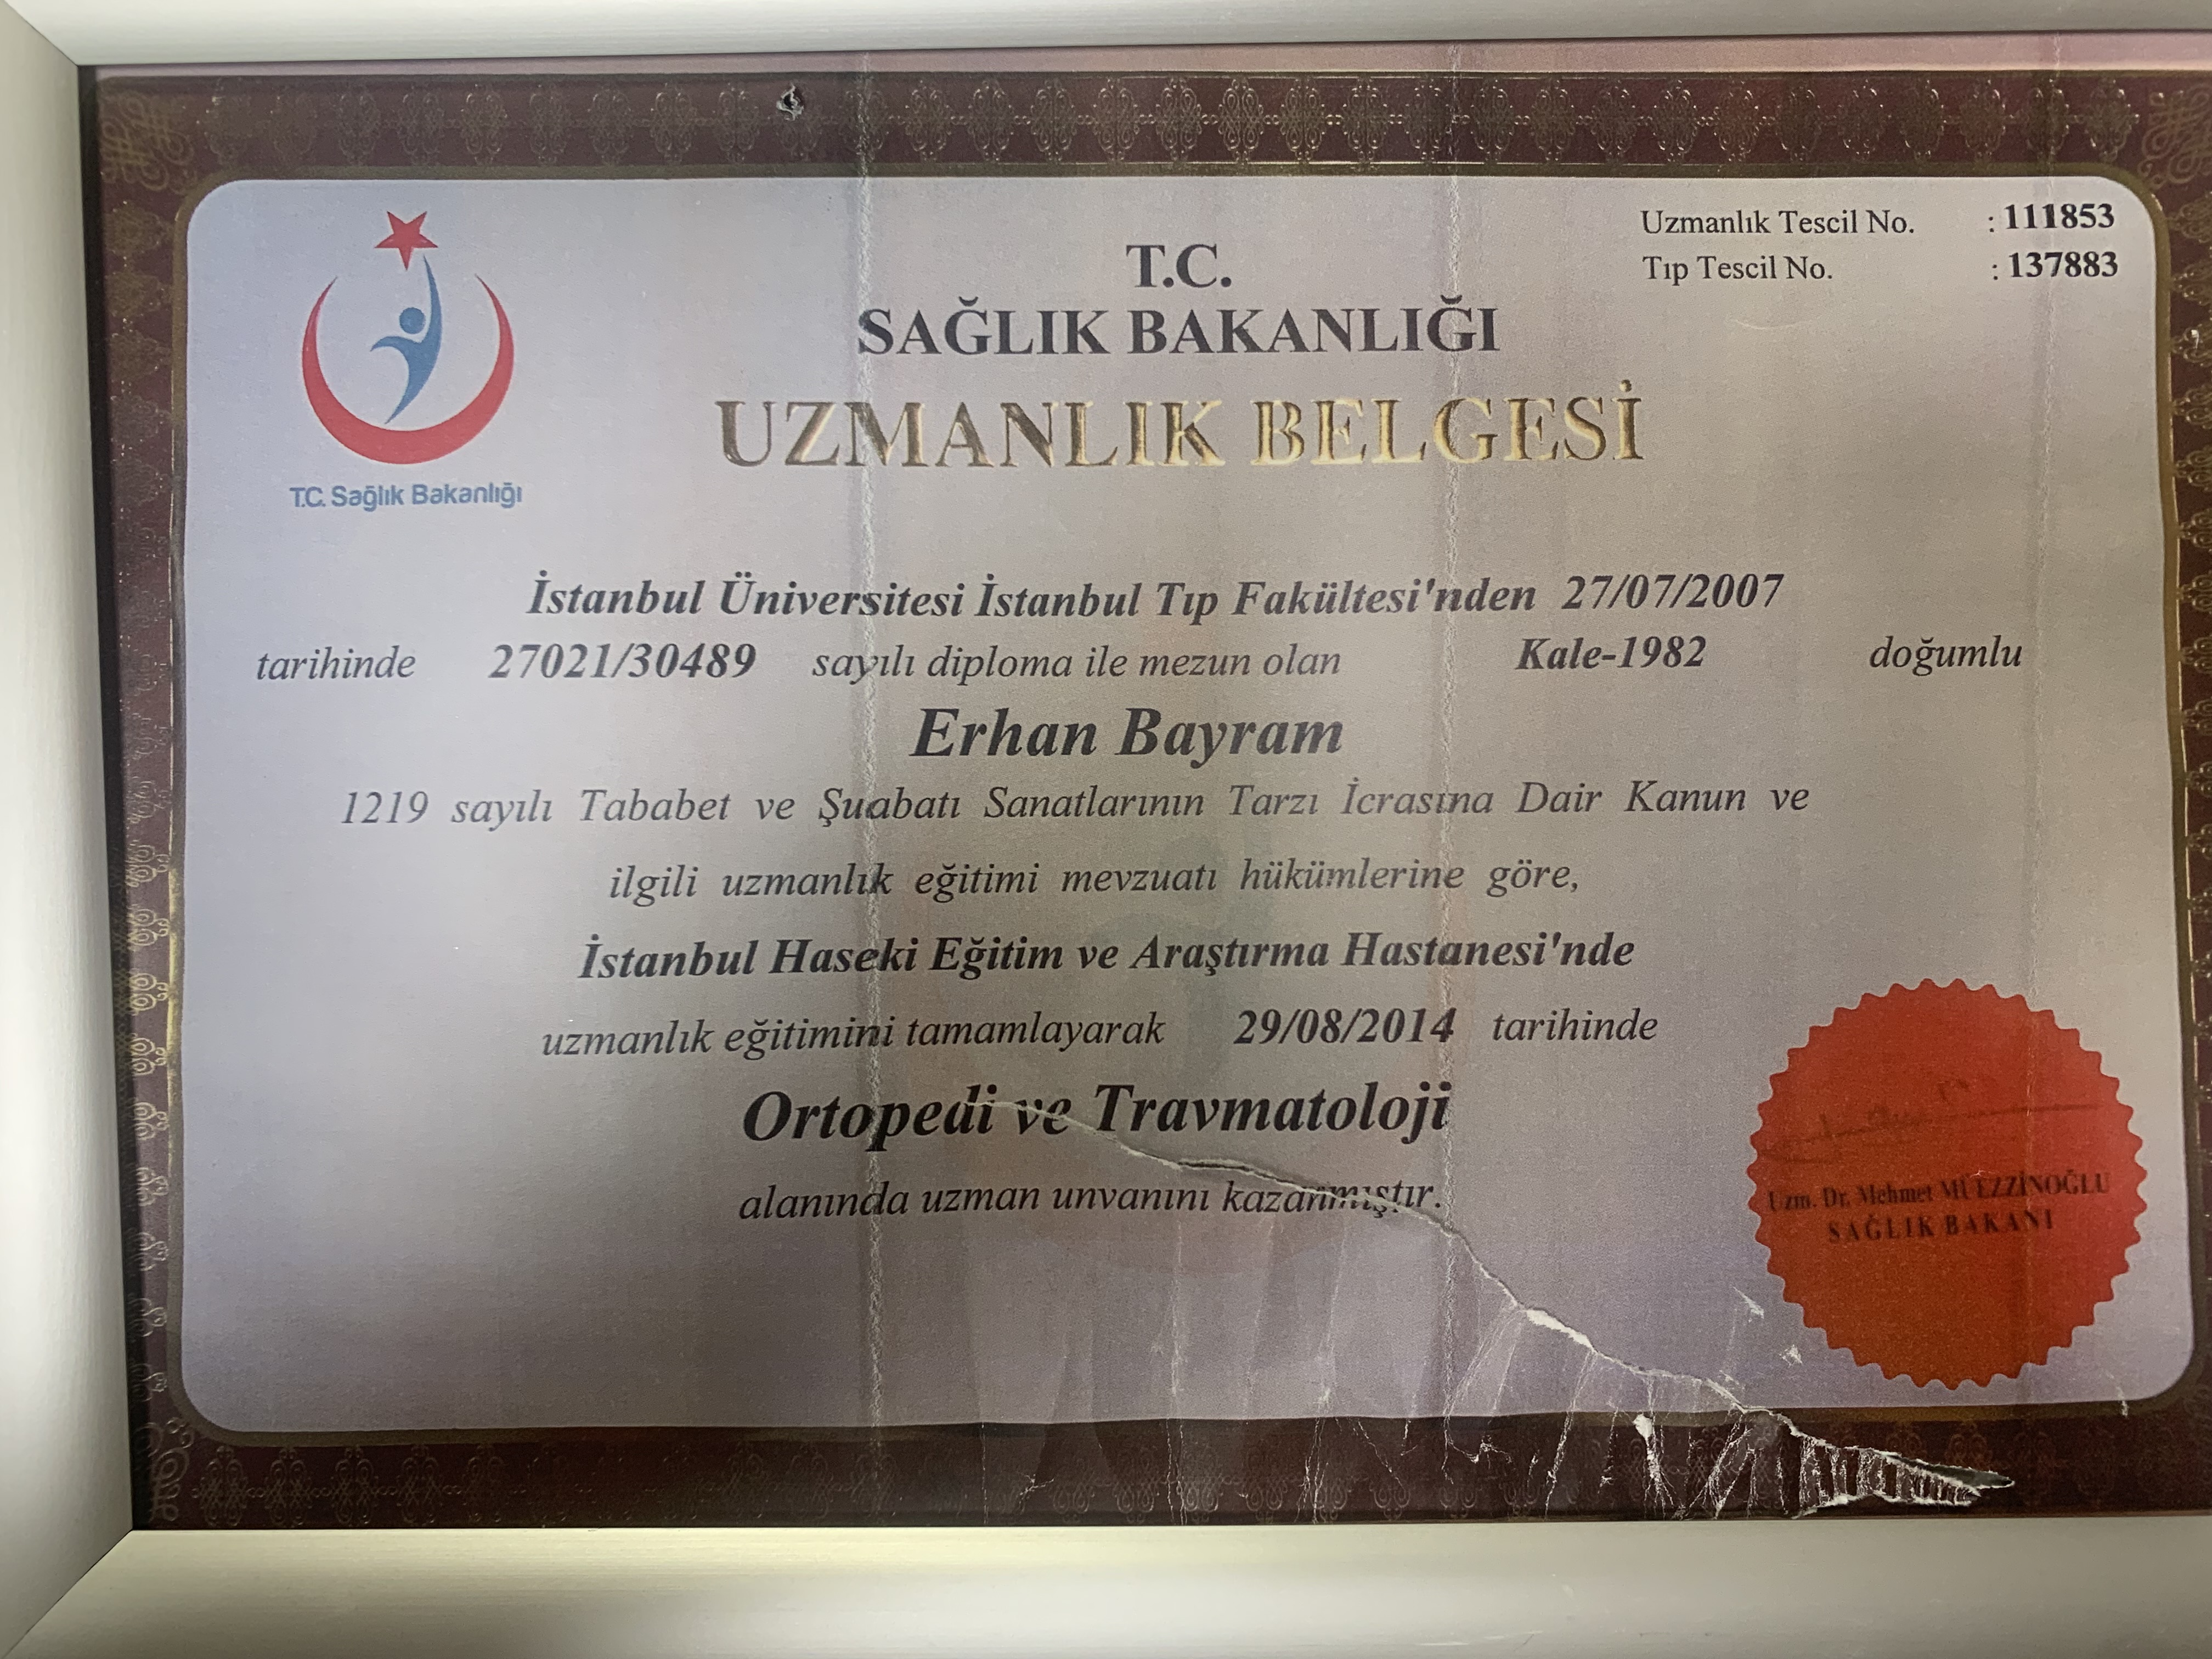 Uzmanlık Tescil No. : 111853
Tıp Tescil No. : 137883
T.C.
SAĞLIK BAKANLIĞI
UZMANLIK BELGESİ
T.C. Sağlık Bakanlığı
İstanbul Üniversitesi İstanbul Tıp Fakültesi'nden 27/07/2007
tarihinde 27021/30489 sayılı diploma ile mezun olan Kale-1982 doğumlu
Erhan Bayram
1219 sayılı Tababet ve Şuabatı Sanatlarının Tarzı İcrasına Dair Kanun ve
ilgili uzmanlık eğitimi mevzuatı hükümlerine göre,
İstanbul Haseki Eğitim ve Araştırma Hastanesi'nde
uzmanlık eğitimini tamamlayarak 29/08/2014 tarihinde
Ortopedi ve Travmatoloji
alanında uzman unvanını kazanmıştır.
Uzm. Dr. Mehmet MÜEZZİNOĞLU
SAĞLIK BAKANI